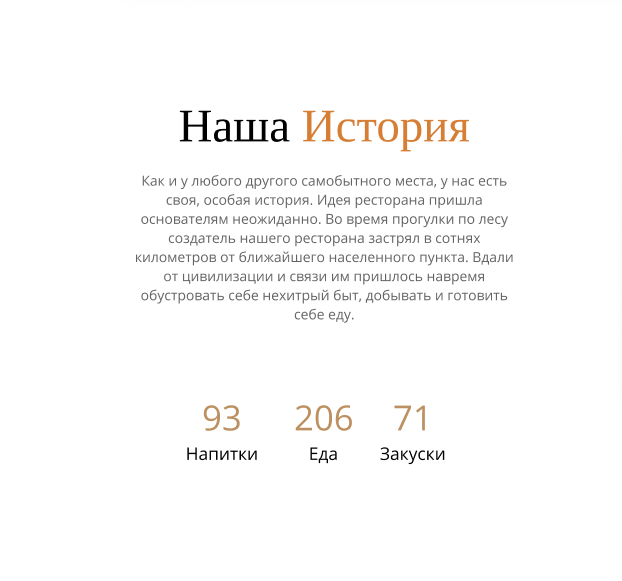 Наша История
Как и у любого другого самобытного места, у нас есть
своя, особая история. Идея ресторана пришла
основателям неожиданно. Во время прогулки по лесу
создатель нашего ресторана застрял в сотнях
километров от ближайшего населенного пункта. Вдали
от цивилизации и связи им пришлось навремя
обустровать себе нехитрый быт, добывать и готовить
себе еду.
93 206 71
Напитки Еда Закуски